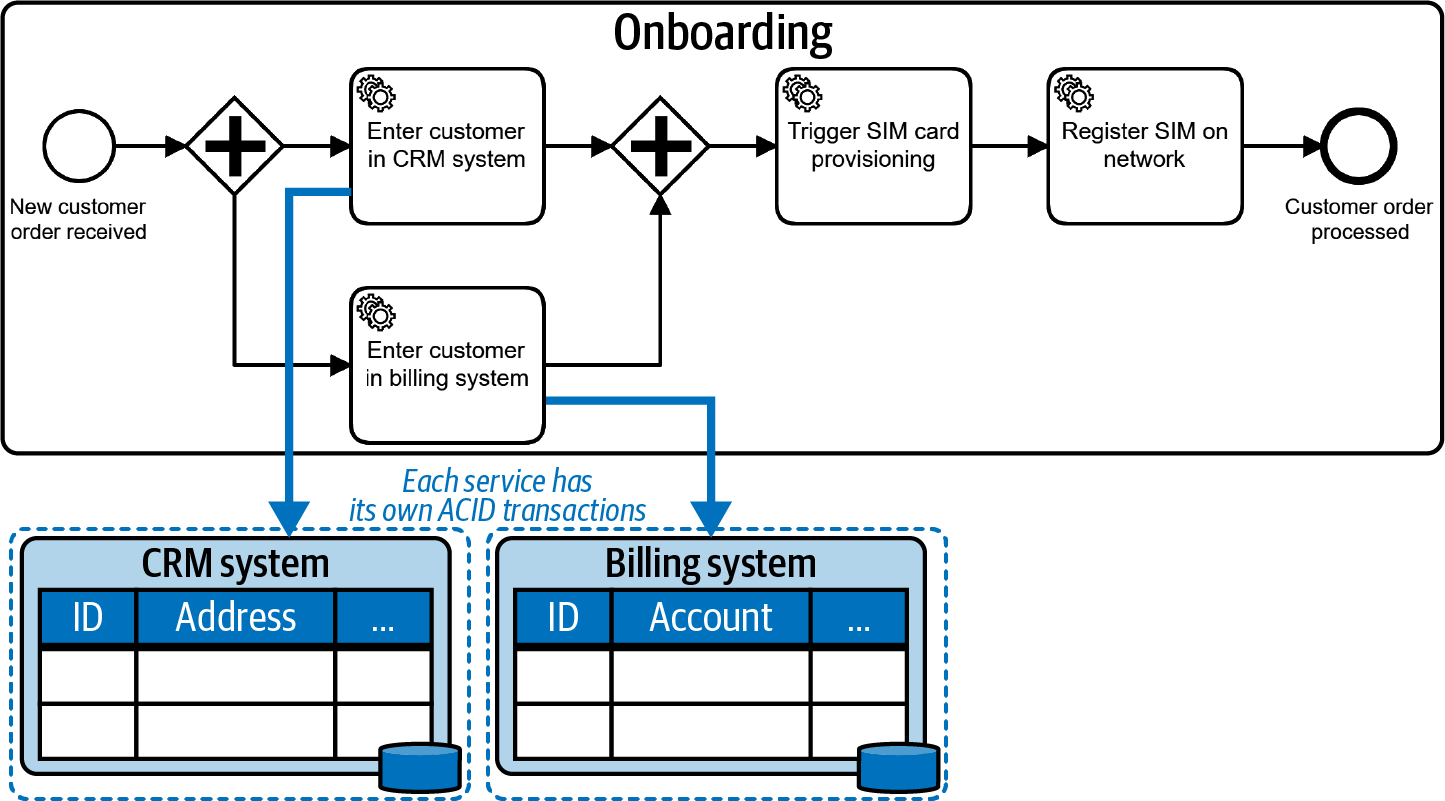 Onboarding
New customer
order received
Enter customer
in CRM system
Trigger SIM card
provisioning
Register SIM on
network
Customer order
processed
Enter customer
in billing system
Each service has
its own ACID transactions
CRM system
ID Address ...
Billing system
ID Account ...